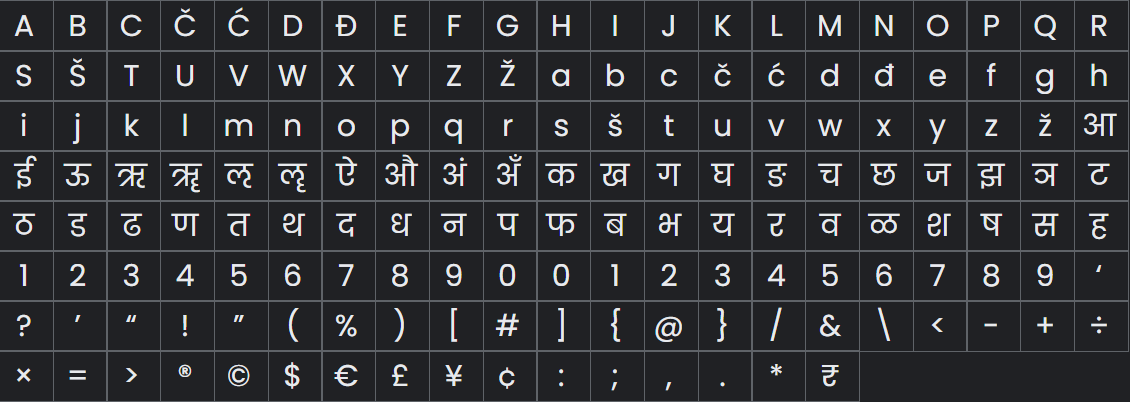 A B C Č Ć D Đ E F G H I J K L M N O P Q R
S Š T U V W X Y Z Ž a b c č ć d đ e f g h
i j k l m n o p q r s š t u v w x y z ž आ
ई ऊ ऋ ॠ ऌ ॡ ऐ औ अं अँ क ख ग घ ङ च छ ज झ ञ ट
ठ ड ढ ण त थ द ध न प फ ब भ य र व ळ श ष स ह
1 2 3 4 5 6 7 8 9 0 0 1 2 3 4 5 6 7 8 9 ‘
? ’ “ ! ” ( % ) [ # ] { @ } / & \ < - + ÷
× = > ® © $ € £ ¥ ¢ : ; , . * ₹